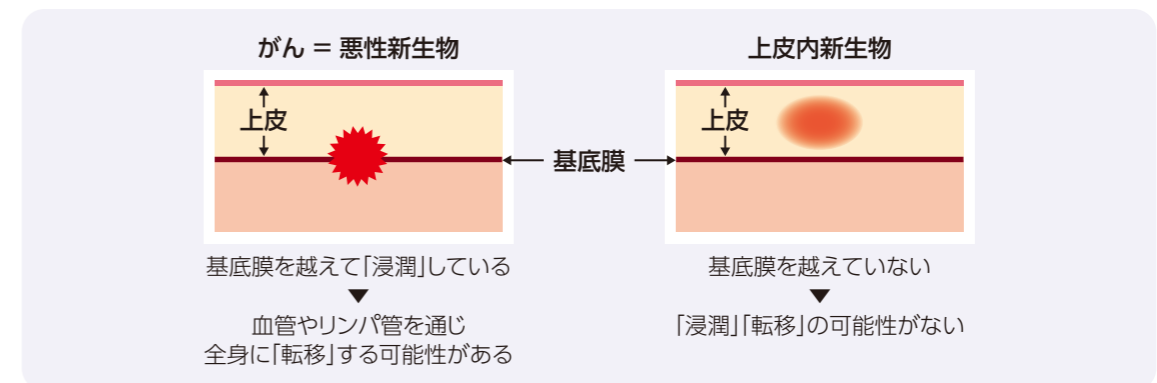 がん = 悪性新生物
上皮
基底膜を越えて「浸潤」している
▼
血管やリンパ管を通じ
全身に「転移」する可能性がある
基底膜
上皮内新生物
上皮
基底膜を越えていない
▼
「浸潤」「転移」の可能性がない